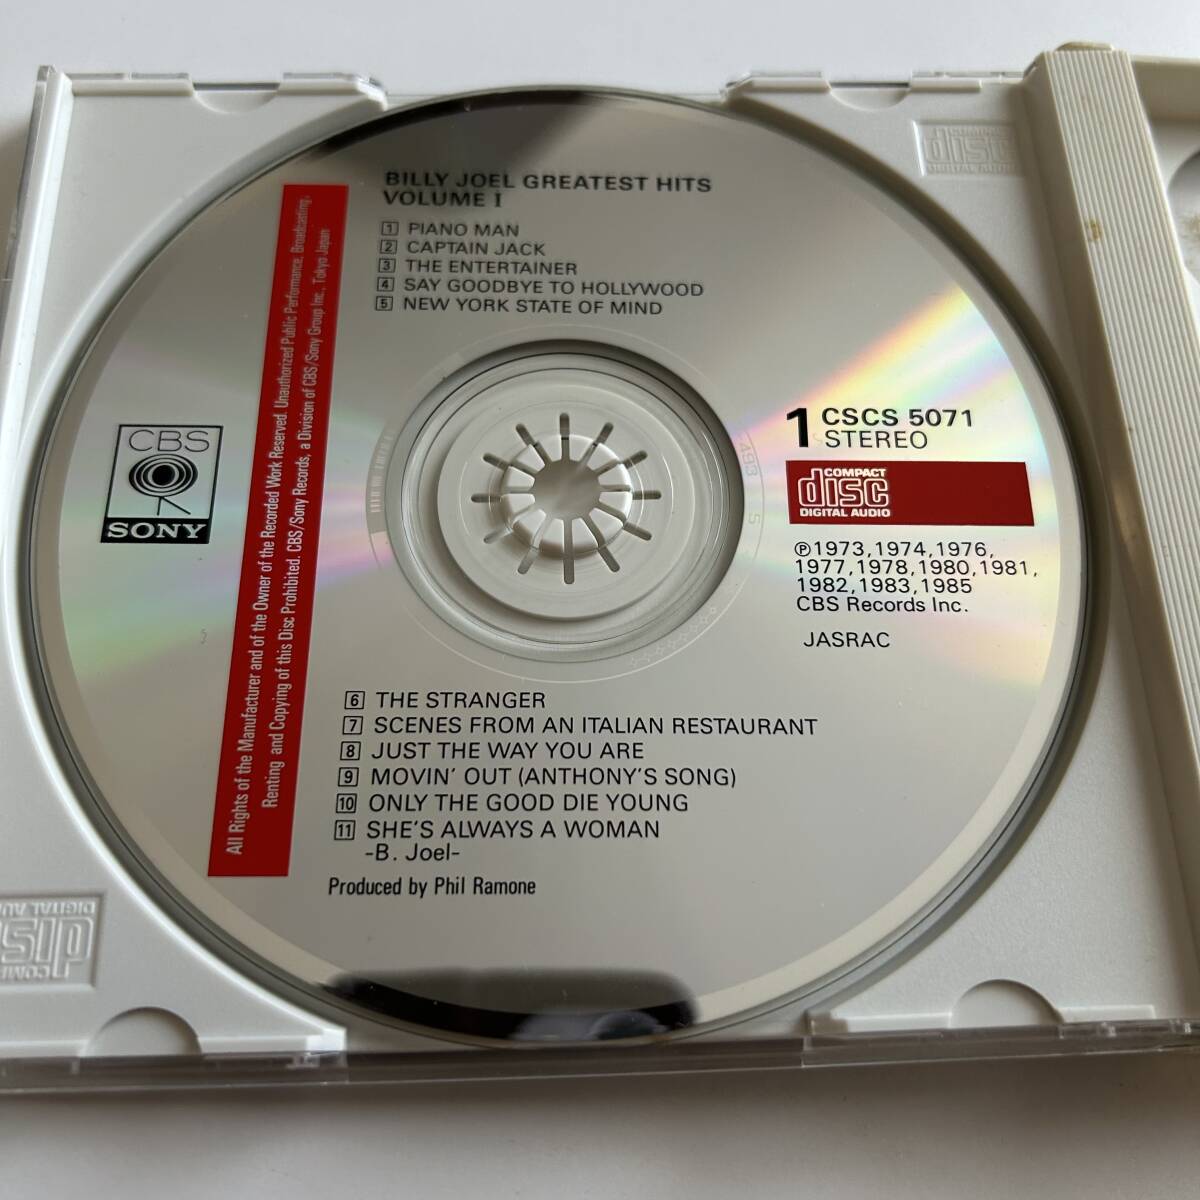 BILLY JOEL GREATEST HITS
VOLUME I
1 PIANO MAN
2 CAPTAIN JACK
3 THE ENTERTAINER
4 SAY GOODBYE TO HOLLYWOOD
5 NEW YORK STATE OF MIND
All Rights of the Manufacturer and of the Owner of the Recorded Work Reserved. Unauthorized Public Performance, Broadcasting,
Renting and Copying of this Disc Prohibited. CBS/Sony Records, a Division of CBS/Sony Group Inc., Tokyo Japan
CBS
SONY
1 CSCS 5071
STEREO
COMPACT
disc
DIGITAL AUDIO
℗1973,1974,1976,
1977,1978,1980,1981,
1982,1983,1985
CBS Records Inc.
JASRAC
6 THE STRANGER
7 SCENES FROM AN ITALIAN RESTAURANT
8 JUST THE WAY YOU ARE
9 MOVIN' OUT (ANTHONY'S SONG)
10 ONLY THE GOOD DIE YOUNG
11 SHE'S ALWAYS A WOMAN
-B. Joel-
Produced by Phil Ramone
disc
DIGITAL AUDIO